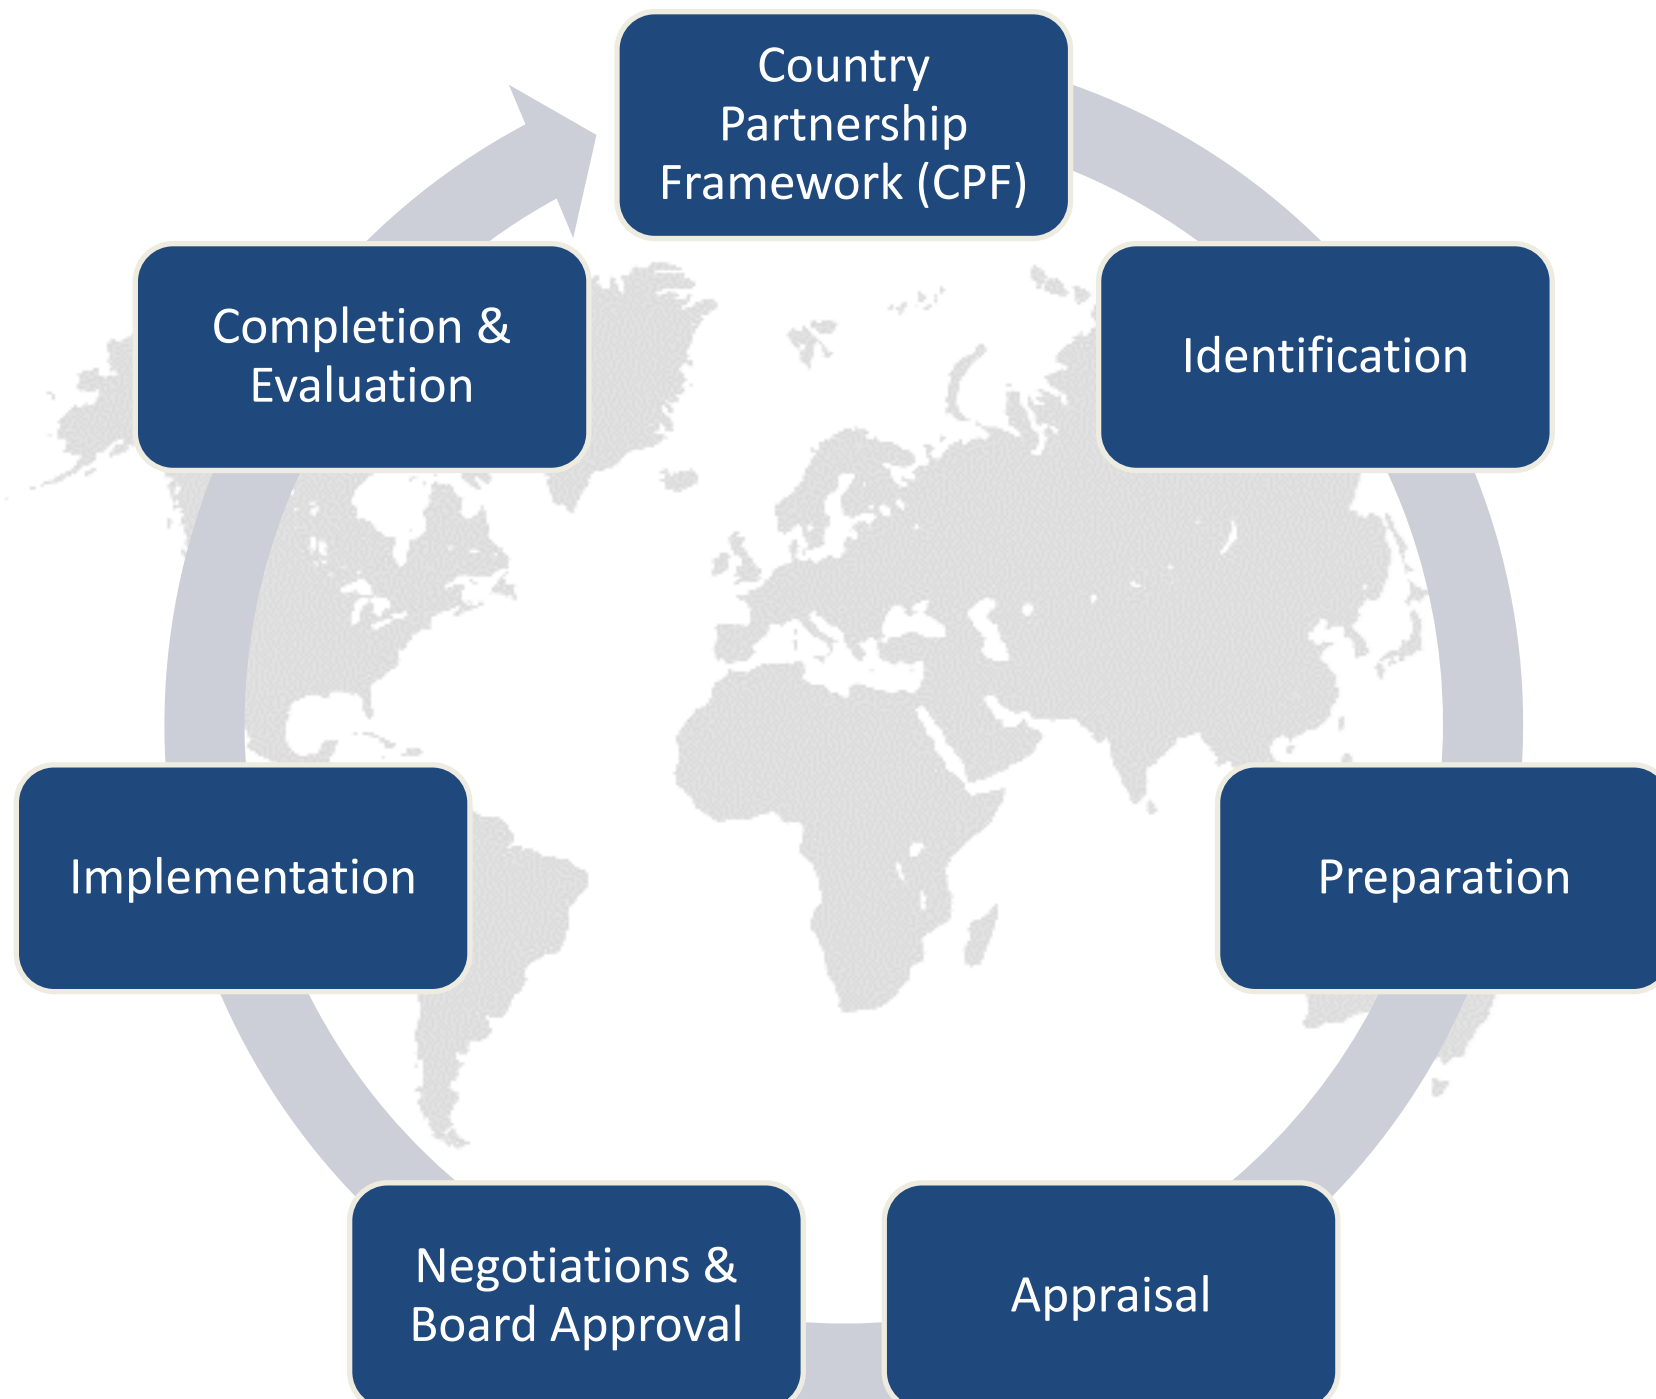 Country
Partnership
Framework (CPF)
Identification
Preparation
Appraisal
Negotiations &
Board Approval
Implementation
Completion &
Evaluation